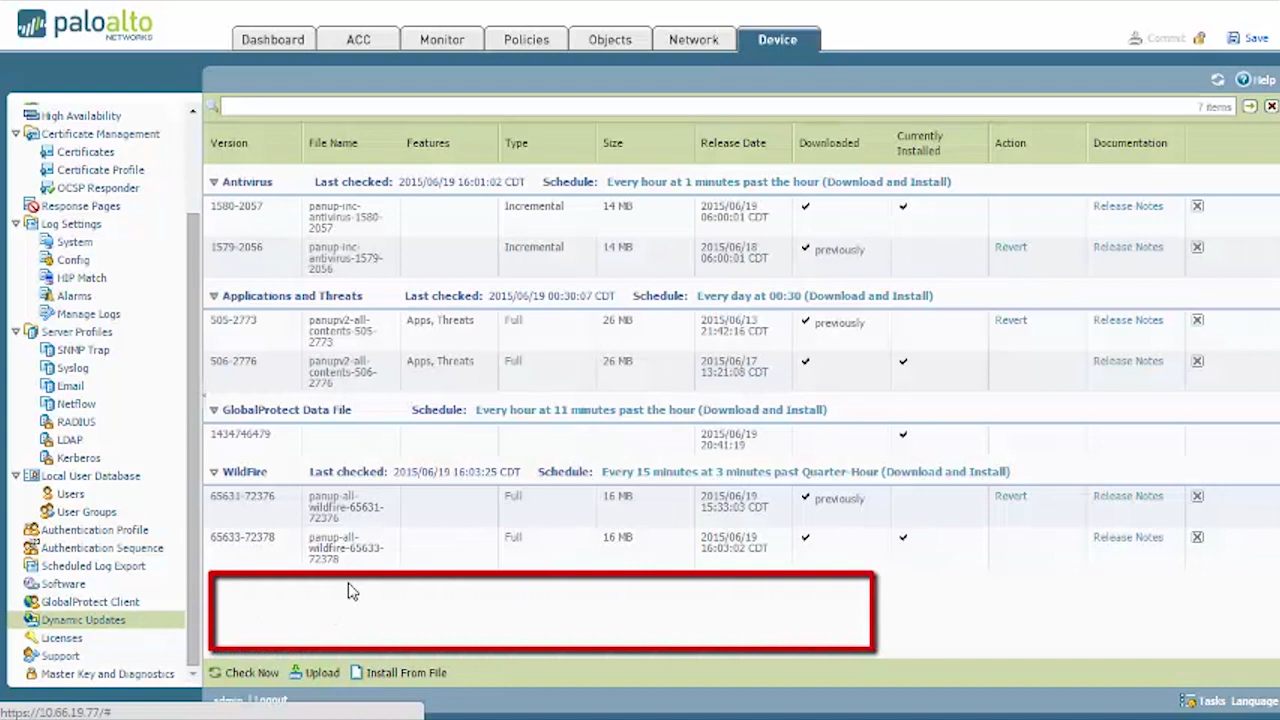 paloalto
NETWORKS
Dashboard ACC Monitor Policies Objects Network Device
Commit Save
Help
7 items
High Availability
Certificate Management
Certificates
Certificate Profile
OCSP Responder
Response Pages
Log Settings
System
Config
HIP Match
Alarms
Manage Logs
Server Profiles
SNMP Trap
Syslog
Email
Netflow
RADIUS
LDAP
Kerberos
Local User Database
Users
User Groups
Authentication Profile
Authentication Sequence
Scheduled Log Export
Software
GlobalProtect Client
Dynamic Updates
Licenses
Support
Master Key and Diagnostics
Version File Name Features Type Size Release Date Downloaded Currently Installed Action Documentation
Antivirus Last checked: 2015/06/19 16:01:02 CDT Schedule: Every hour at 1 minutes past the hour (Download and Install)
1580-2057 panup-inc- Incremental 14 MB 2015/06/19 Release Notes
antivirus-1580- 06:00:01 CDT
2057
1579-2056 panup-inc- Incremental 14 MB 2015/06/18 previously Revert Release Notes
antivirus-1579- 06:00:01 CDT
2056
Applications and Threats Last checked: 2015/06/19 00:30:07 CDT Schedule: Every day at 00:30 (Download and Install)
505-2773 panupv2-all- Apps, Threats Full 26 MB 2015/06/13 previously Revert Release Notes
contents-505- 21:42:16 CDT
2773
506-2776 panupv2-all- Apps, Threats Full 26 MB 2015/06/17 Release Notes
contents-506- 13:21:08 CDT
2776
GlobalProtect Data File Schedule: Every hour at 11 minutes past the hour (Download and Install)
1434746479 2015/06/19
20:41:19
WildFire Last checked: 2015/06/19 16:03:25 CDT Schedule: Every 15 minutes at 3 minutes past Quarter-Hour (Download and Install)
65631-72376 panup-all- Full 16 MB 2015/06/19 previously Revert Release Notes
wildfire-65631- 15:33:03 CDT
72376
65633-72378 panup-all- Full 16 MB 2015/06/19 Release Notes
wildfire-65633- 16:03:02 CDT
72378
Check Now Upload Install From File
admin | Logout
Tasks Language
https://10.66.19.77/#